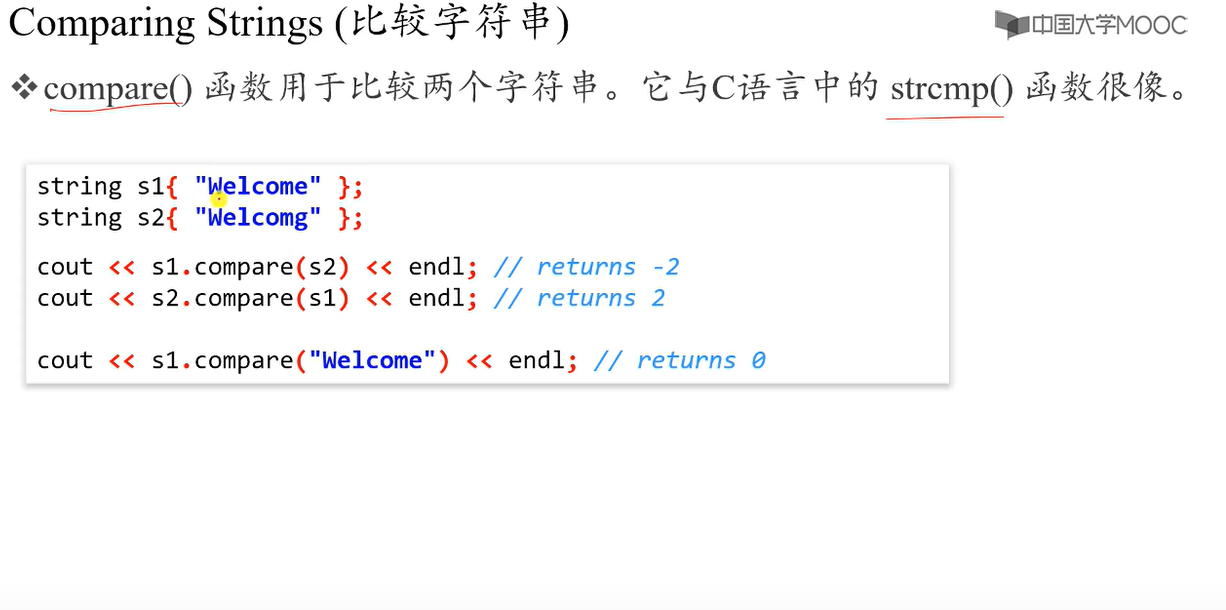 Comparing Strings (比较字符串)
中国大学MOOC
❖compare() 函数用于比较两个字符串。它与C语言中的 strcmp() 函数很像。
string s1{ "Welcome" };
string s2{ "Welcomg" };
cout << s1.compare(s2) << endl; // returns -2
cout << s2.compare(s1) << endl; // returns 2
cout << s1.compare("Welcome") << endl; // returns 0